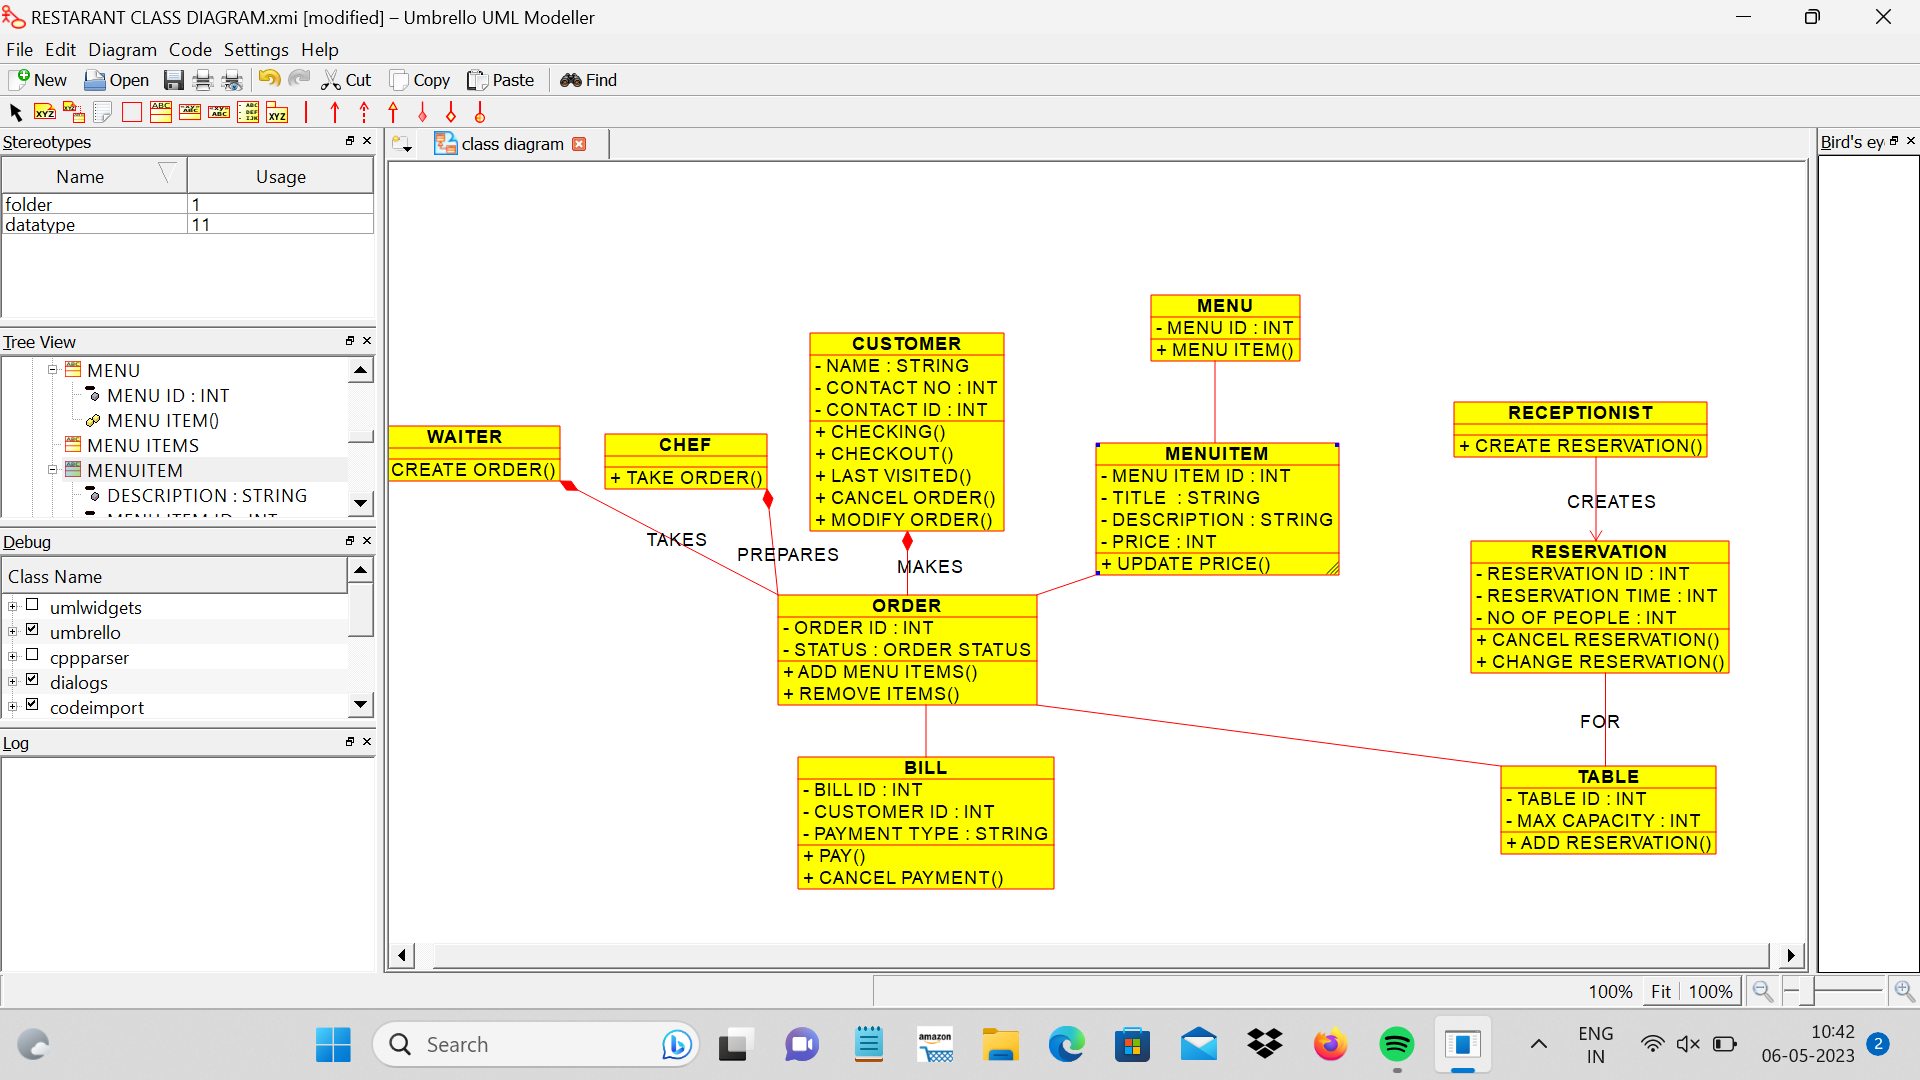 RESTARANT CLASS DIAGRAM.xmi [modified] – Umbrello UML Modeller
File Edit Diagram Code Settings Help
New Open Cut Copy Paste Find
Stereotypes
Name Usage
folder 1
datatype 11
Tree View
MENU
MENU ID : INT
MENU ITEM()
MENU ITEMS
MENUITEM
DESCRIPTION : STRING
MENU ITEM ID : INT
Debug
Class Name
umlwidgets
umbrello
cppparser
dialogs
codeimport
Log
class diagram
Bird's ey
WAITER
CREATE ORDER()
CHEF
+ TAKE ORDER()
CUSTOMER
- NAME : STRING
- CONTACT NO : INT
- CONTACT ID : INT
+ CHECKING()
+ CHECKOUT()
+ LAST VISITED()
+ CANCEL ORDER()
+ MODIFY ORDER()
MENU
- MENU ID : INT
+ MENU ITEM()
MENUITEM
- MENU ITEM ID : INT
- TITLE : STRING
- DESCRIPTION : STRING
- PRICE : INT
+ UPDATE PRICE()
RECEPTIONIST
+ CREATE RESERVATION()
CREATES
RESERVATION
- RESERVATION ID : INT
- RESERVATION TIME : INT
- NO OF PEOPLE : INT
+ CANCEL RESERVATION()
+ CHANGE RESERVATION()
TAKES
PREPARES
MAKES
ORDER
- ORDER ID : INT
- STATUS : ORDER STATUS
+ ADD MENU ITEMS()
+ REMOVE ITEMS()
FOR
BILL
- BILL ID : INT
- CUSTOMER ID : INT
- PAYMENT TYPE : STRING
+ PAY()
+ CANCEL PAYMENT()
TABLE
- TABLE ID : INT
- MAX CAPACITY : INT
+ ADD RESERVATION()
100% Fit 100%
Search
amazon
ENG
IN
10:42
06-05-2023
2